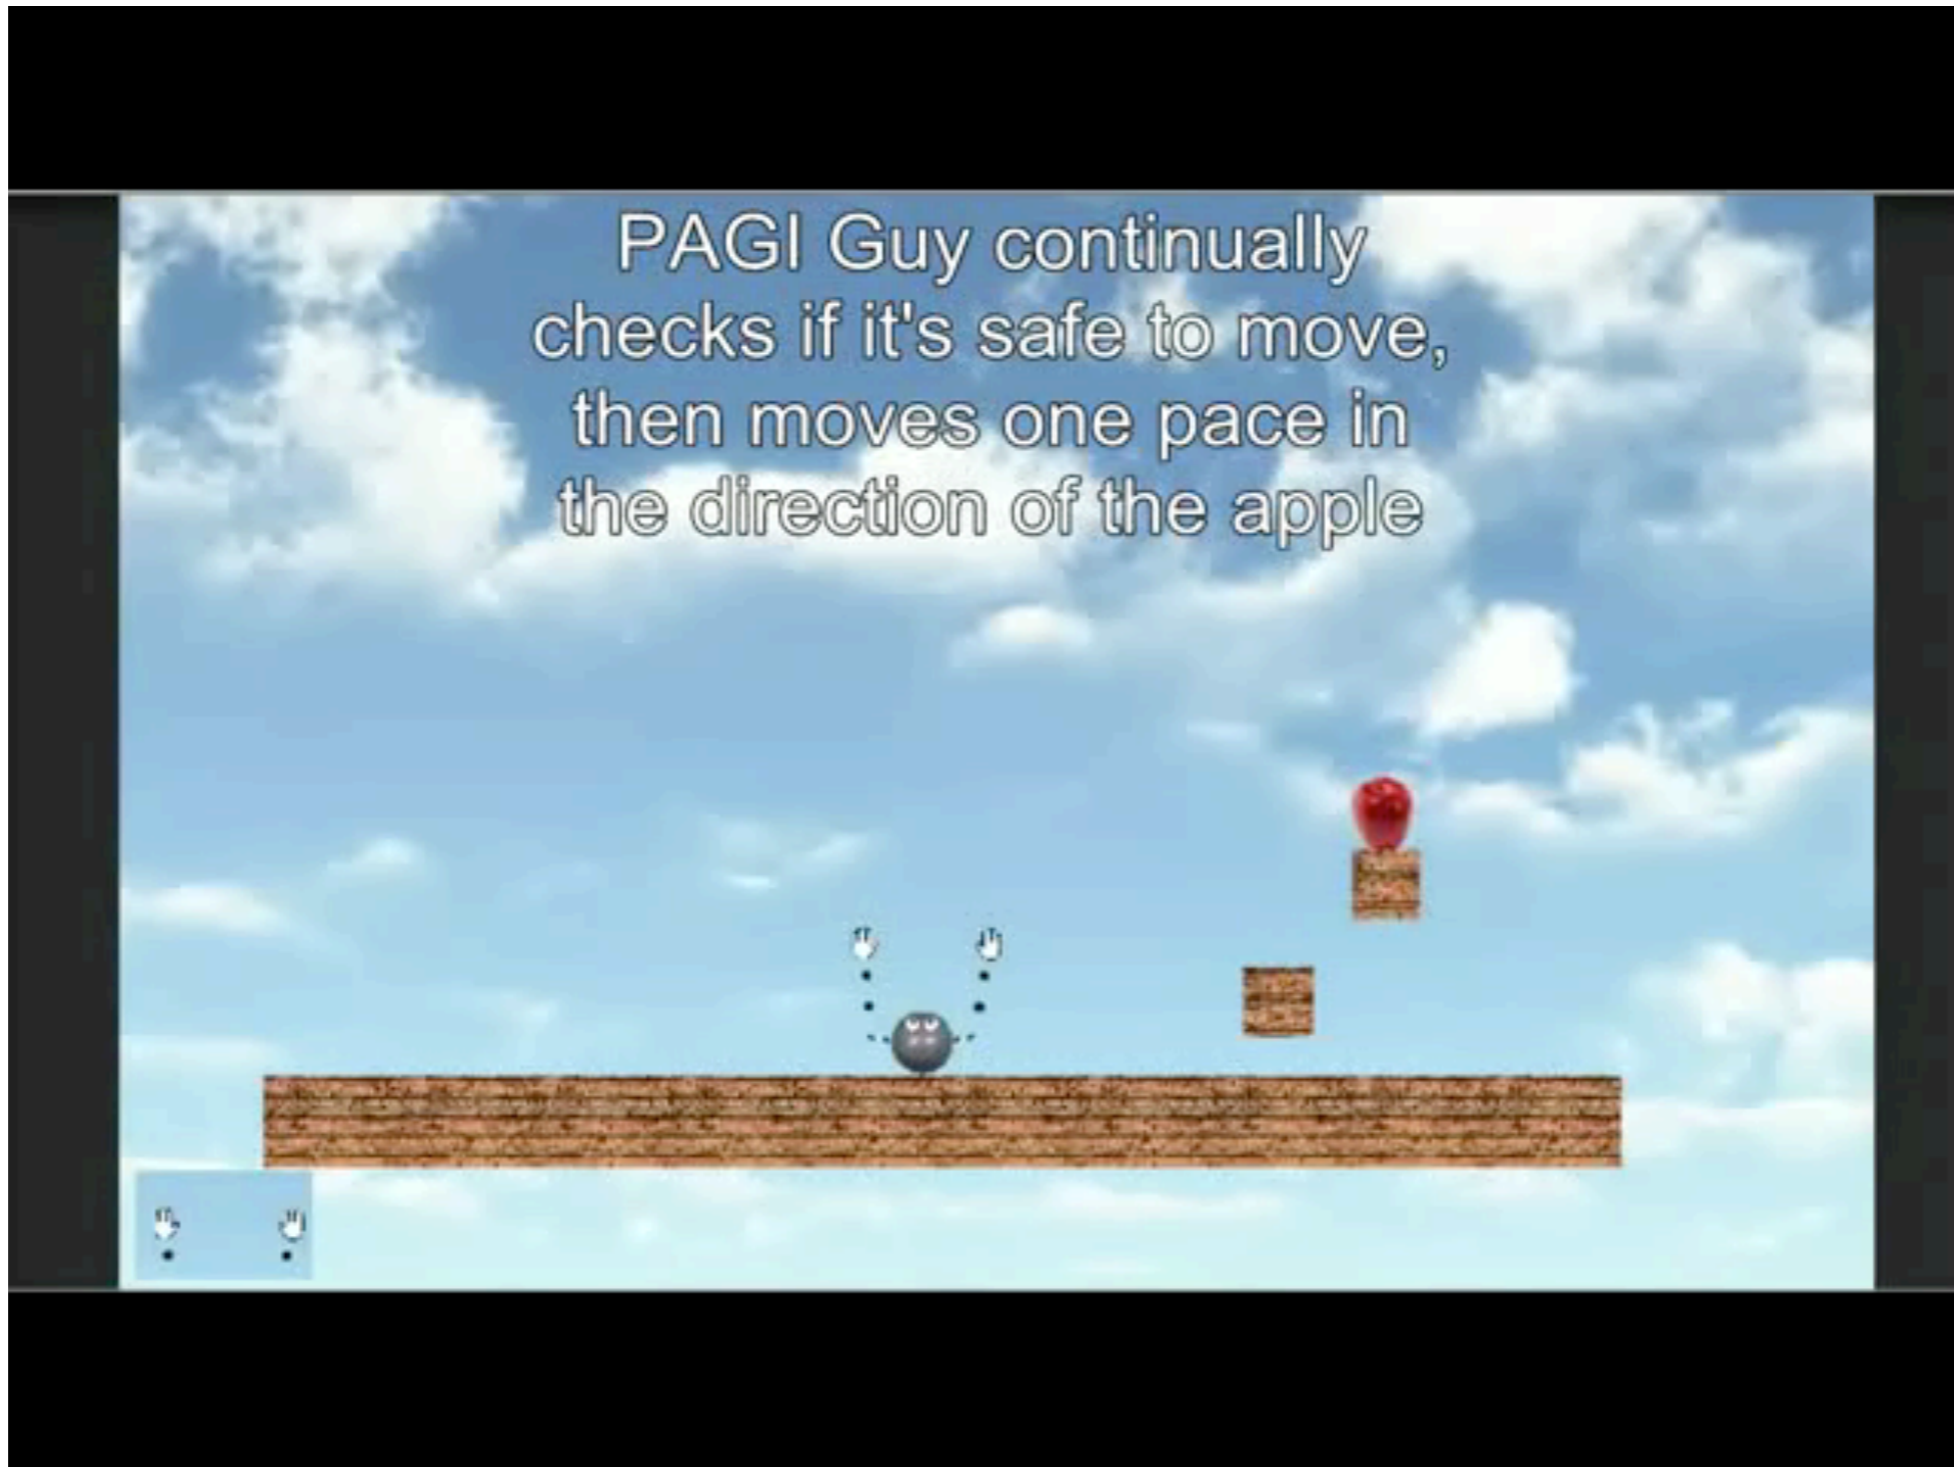 PAGI Guy continually
checks if it's safe to move,
then moves one pace in
the direction of the apple